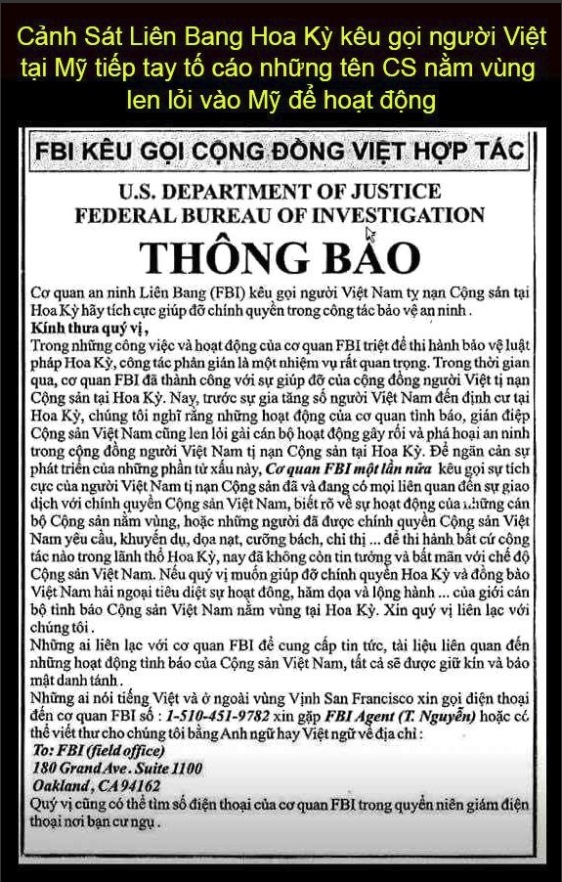 Cảnh Sát Liên Bang Hoa Kỳ kêu gọi người Việt
tại Mỹ tiếp tay tố cáo những tên CS nằm vùng
len lỏi vào Mỹ để hoạt động
FBI KÊU GỌI CỘNG ĐỒNG VIỆT HỢP TÁC
U.S. DEPARTMENT OF JUSTICE
FEDERAL BUREAU OF INVESTIGATION
THÔNG BÁO
Cơ quan an ninh Liên Bang (FBI) kêu gọi người Việt Nam tỵ nạn Cộng sản tại
Hoa Kỳ hãy tích cực giúp đỡ chính quyền trong công tác bảo vệ an ninh .
Kính thưa quý vị,
Trong những công việc và hoạt động của cơ quan FBI triệt để thi hành bảo vệ luật
pháp Hoa Kỳ, công tác phản gián là một nhiệm vụ rất quan trọng. Trong thời gian
qua, cơ quan FBI đã thành công với sự giúp đỡ của cộng đồng người Việt tị nạn
Cộng sản tại Hoa Kỳ. Nay, trước sự gia tăng số người Việt Nam đến định cư tại
Hoa Kỳ, chúng tôi nghĩ rằng những hoạt động của cơ quan tình báo, gián điệp
Cộng sản Việt Nam cũng len lỏi gài cán bộ hoạt động gây rối và phá hoại an ninh
trong cộng đồng người Việt Nam tị nạn Cộng sản tại Hoa Kỳ. Để ngăn cản sự
phát triển của những phần tử xấu này, Cơ quan FBI một lần nữa kêu gọi sự tích
cực của người Việt Nam tị nạn Cộng sản đã và đang có mọi liên quan đến sự giao
dịch với chính quyền Cộng sản Việt Nam, biết rõ về sự hoạt động của những cán
bộ Cộng sản nằm vùng, hoặc những người đã được chính quyền Cộng sản Việt
Nam yêu cầu, khuyến dụ, dọa nạt, cưỡng bách, chỉ thị ... để thi hành bất cứ công
tác nào trong lãnh thổ Hoa Kỳ, nay đã không còn tin tưởng và bất mãn với chế độ
Cộng sản Việt Nam. Nếu quý vị muốn giúp đỡ chính quyền Hoa Kỳ và đồng bào
Việt Nam hải ngoại tiêu diệt sự hoạt đông, hăm dọa và lộng hành ... của giới cán
bộ tình báo Cộng sản Việt Nam nằm vùng tại Hoa Kỳ. Xin quý vị liên lạc với
chúng tôi .
Những ai liên lạc với cơ quan FBI để cung cấp tin tức, tài liệu liên quan đến
những hoạt động tình báo của Cộng sản Việt Nam, tất cả sẽ được giữ kín và bảo
mật danh tánh .
Những ai nói tiếng Việt và ở ngoài vùng Vịnh San Francisco xin gọi điện thoại
đến cơ quan FBI số : 1-510-451-9782 xin gặp FBI Agent (T. Nguyễn) hoặc có
thể viết thư cho chúng tôi bằng Anh ngữ hay Việt ngữ về địa chỉ :
To: FBI (field office)
180 Grand Ave. Suite 1100
Oakland, CA 94162
Quý vị cũng có thể tìm số điện thoại của cơ quan FBI trong quyển niên giám điện
thoại nơi bạn cư ngụ .